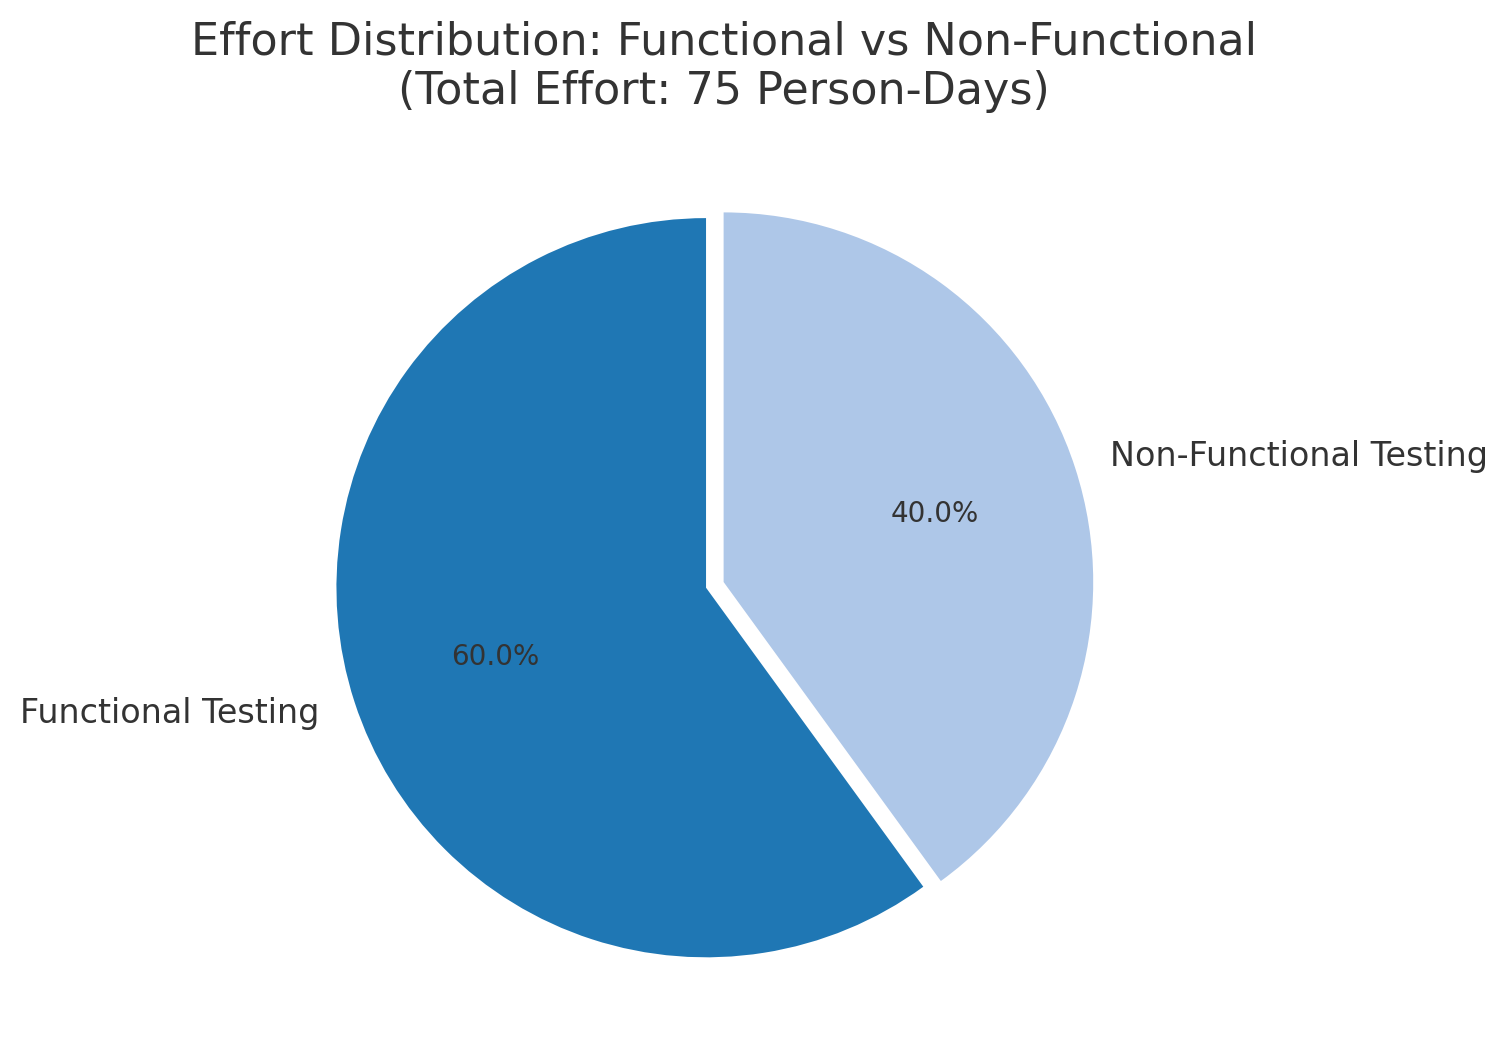 Effort Distribution: Functional vs Non-Functional
(Total Effort: 75 Person-Days)
Non-Functional Testing
40.0%
60.0%
Functional Testing